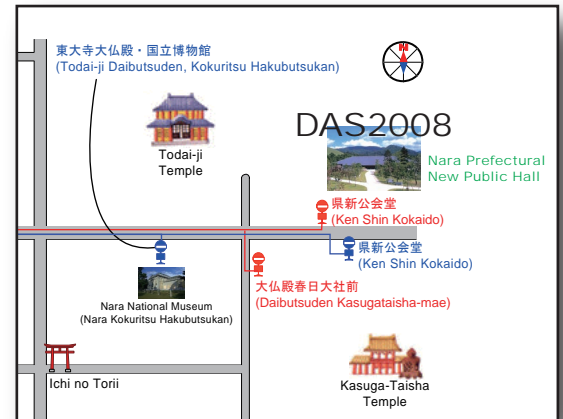 東大寺大仏殿・国立博物館
(Todai-ji Daibutsuden, Kokuritsu Hakubutsukan)
N
DAS2008
Todai-ji
Temple
Nara Prefectural
New Public Hall
県新公会堂
(Ken Shin Kokaido)
県新公会堂
(Ken Shin Kokaido)
大仏殿春日大社前
(Daibutsuden Kasugataisha-mae)
Nara National Museum
(Nara Kokuritsu Hakubutsukan)
Ichi no Torii
Kasuga-Taisha
Temple